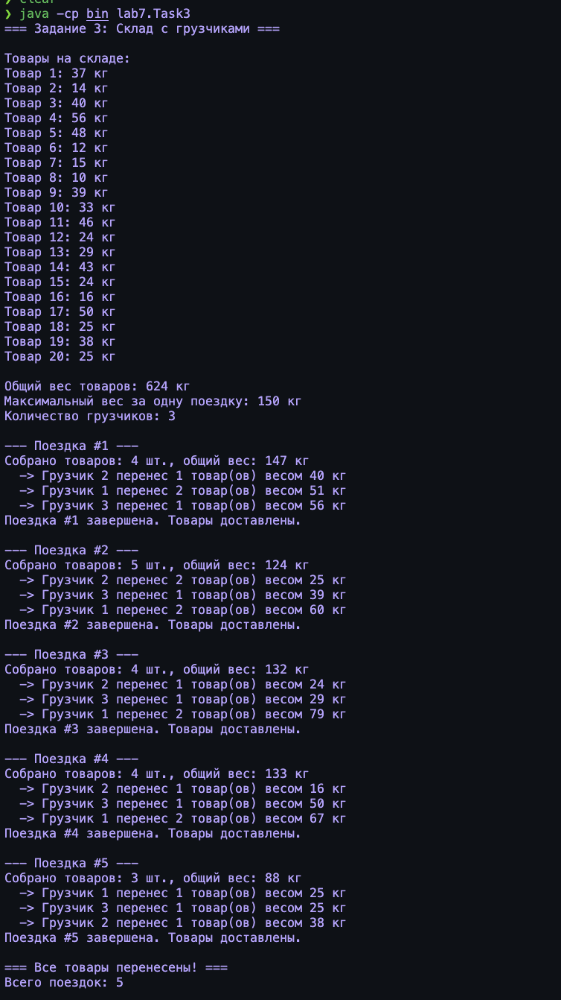 ❯ clear
❯ java -cp bin lab7.Task3
=== Задание 3: Склад с грузчиками ===
Товары на складе:
Товар 1: 37 кг
Товар 2: 14 кг
Товар 3: 40 кг
Товар 4: 56 кг
Товар 5: 48 кг
Товар 6: 12 кг
Товар 7: 15 кг
Товар 8: 10 кг
Товар 9: 39 кг
Товар 10: 33 кг
Товар 11: 46 кг
Товар 12: 24 кг
Товар 13: 29 кг
Товар 14: 43 кг
Товар 15: 24 кг
Товар 16: 16 кг
Товар 17: 50 кг
Товар 18: 25 кг
Товар 19: 38 кг
Товар 20: 25 кг
Общий вес товаров: 624 кг
Максимальный вес за одну поездку: 150 кг
Количество грузчиков: 3
--- Поездка #1 ---
Собрано товаров: 4 шт., общий вес: 147 кг
-> Грузчик 2 перенес 1 товар(ов) весом 40 кг
-> Грузчик 1 перенес 2 товар(ов) весом 51 кг
-> Грузчик 3 перенес 1 товар(ов) весом 56 кг
Поездка #1 завершена. Товары доставлены.
--- Поездка #2 ---
Собрано товаров: 5 шт., общий вес: 124 кг
-> Грузчик 2 перенес 2 товар(ов) весом 25 кг
-> Грузчик 3 перенес 1 товар(ов) весом 39 кг
-> Грузчик 1 перенес 2 товар(ов) весом 60 кг
Поездка #2 завершена. Товары доставлены.
--- Поездка #3 ---
Собрано товаров: 4 шт., общий вес: 132 кг
-> Грузчик 2 перенес 1 товар(ов) весом 24 кг
-> Грузчик 3 перенес 1 товар(ов) весом 29 кг
-> Грузчик 1 перенес 2 товар(ов) весом 79 кг
Поездка #3 завершена. Товары доставлены.
--- Поездка #4 ---
Собрано товаров: 4 шт., общий вес: 133 кг
-> Грузчик 2 перенес 1 товар(ов) весом 16 кг
-> Грузчик 3 перенес 1 товар(ов) весом 50 кг
-> Грузчик 1 перенес 2 товар(ов) весом 67 кг
Поездка #4 завершена. Товары доставлены.
--- Поездка #5 ---
Собрано товаров: 3 шт., общий вес: 88 кг
-> Грузчик 1 перенес 1 товар(ов) весом 25 кг
-> Грузчик 3 перенес 1 товар(ов) весом 25 кг
-> Грузчик 2 перенес 1 товар(ов) весом 38 кг
Поездка #5 завершена. Товары доставлены.
=== Все товары перенесены! ===
Всего поездок: 5